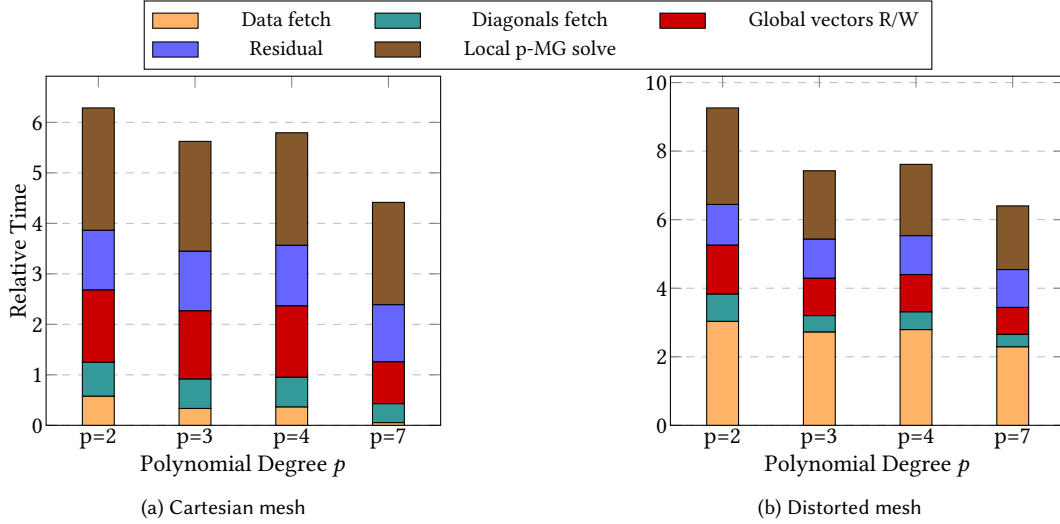 Data fetch Diagonals fetch Global vectors R/W
Residual Local p-MG solve
Relative Time
6
5
4
3
2
1
0
p=2 p=3 p=4 p=7
Polynomial Degree p
(a) Cartesian mesh
10
8
6
4
2
0
p=2 p=3 p=4 p=7
Polynomial Degree p
(b) Distorted mesh